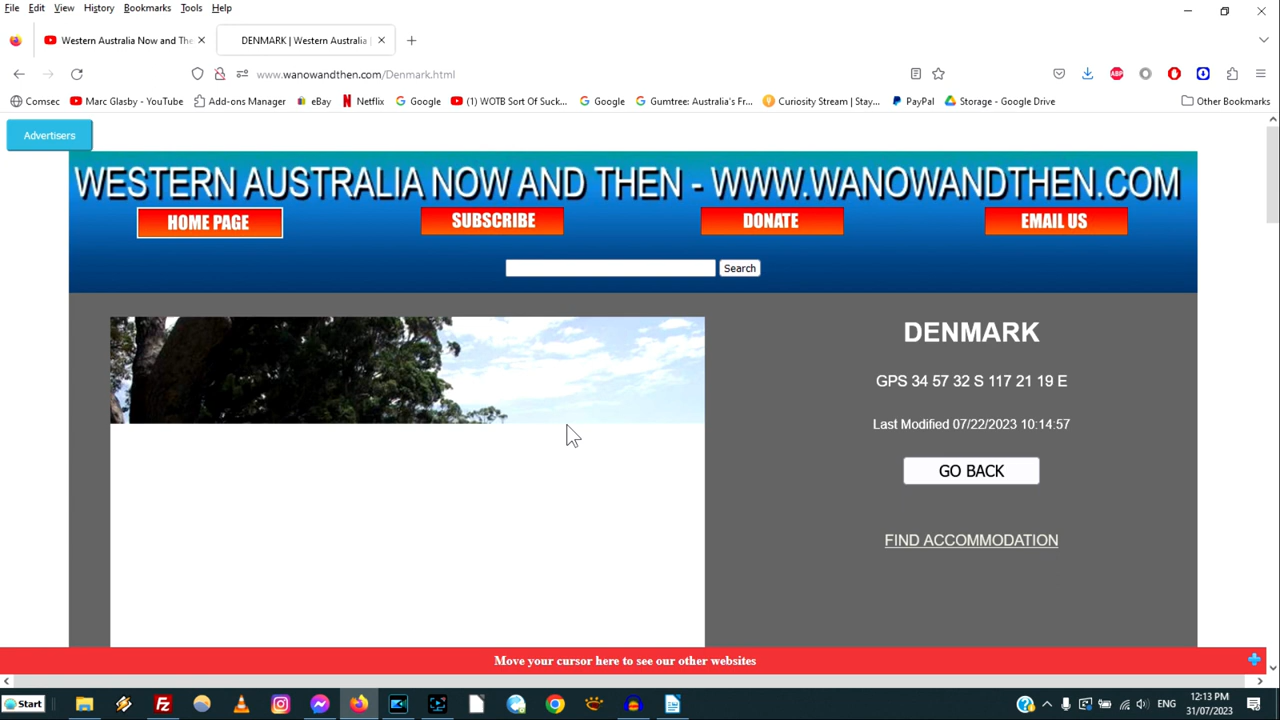 File Edit View History Bookmarks Tools Help
Western Australia Now and The
DENMARK | Western Australia |
www.wanowandthen.com/Denmark.html
Comsec Marc Glasby - YouTube Add-ons Manager eBay Netflix Google (1) WOTB Sort Of Suck... Google Gumtree: Australia's Fr... Curiosity Stream | Stay... PayPal Storage - Google Drive Other Bookmarks
Advertisers
WESTERN AUSTRALIA NOW AND THEN - WWW.WANOWANDTHEN.COM
HOME PAGE SUBSCRIBE DONATE EMAIL US
Search
DENMARK
GPS 34 57 32 S 117 21 19 E
Last Modified 07/22/2023 10:14:57
GO BACK
FIND ACCOMMODATION
Move your cursor here to see our other websites
Start
ENG
12:13 PM
31/07/2023